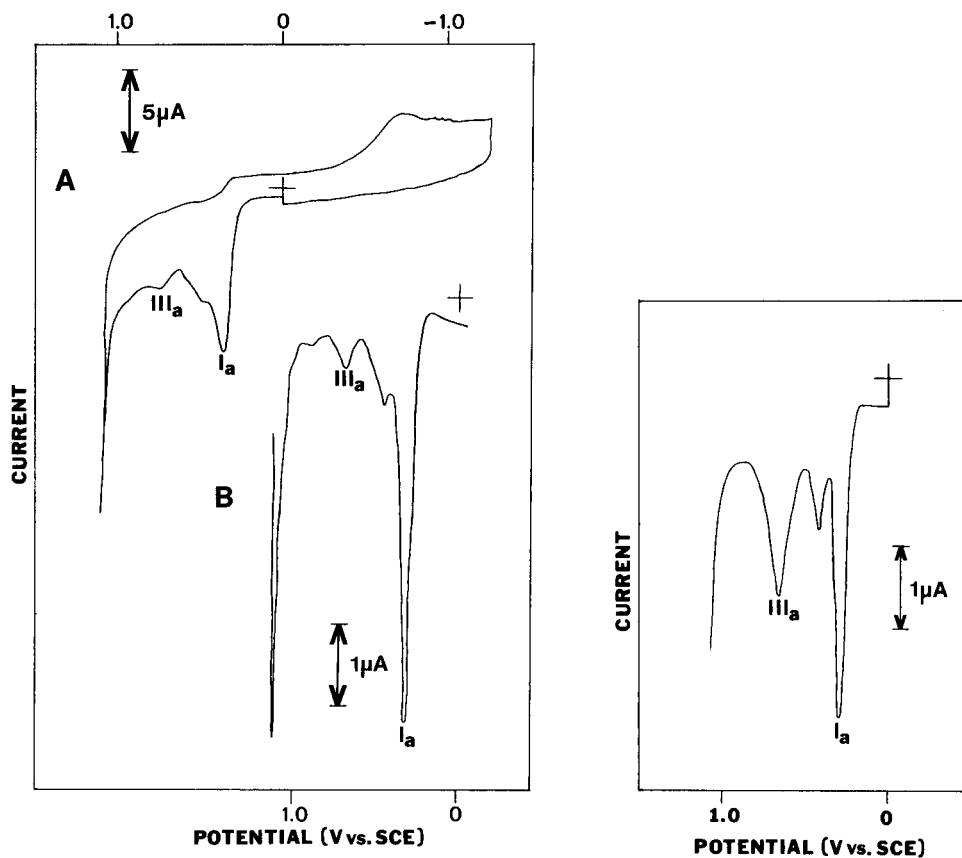 1.0 0 -1.0
5µA
A
IIIa
Ia
IIIa
B
1µA
Ia
CURRENT
1.0 0
POTENTIAL (V vs. SCE)
IIIa
1µA
Ia
CURRENT
1.0 0
POTENTIAL (V vs. SCE)